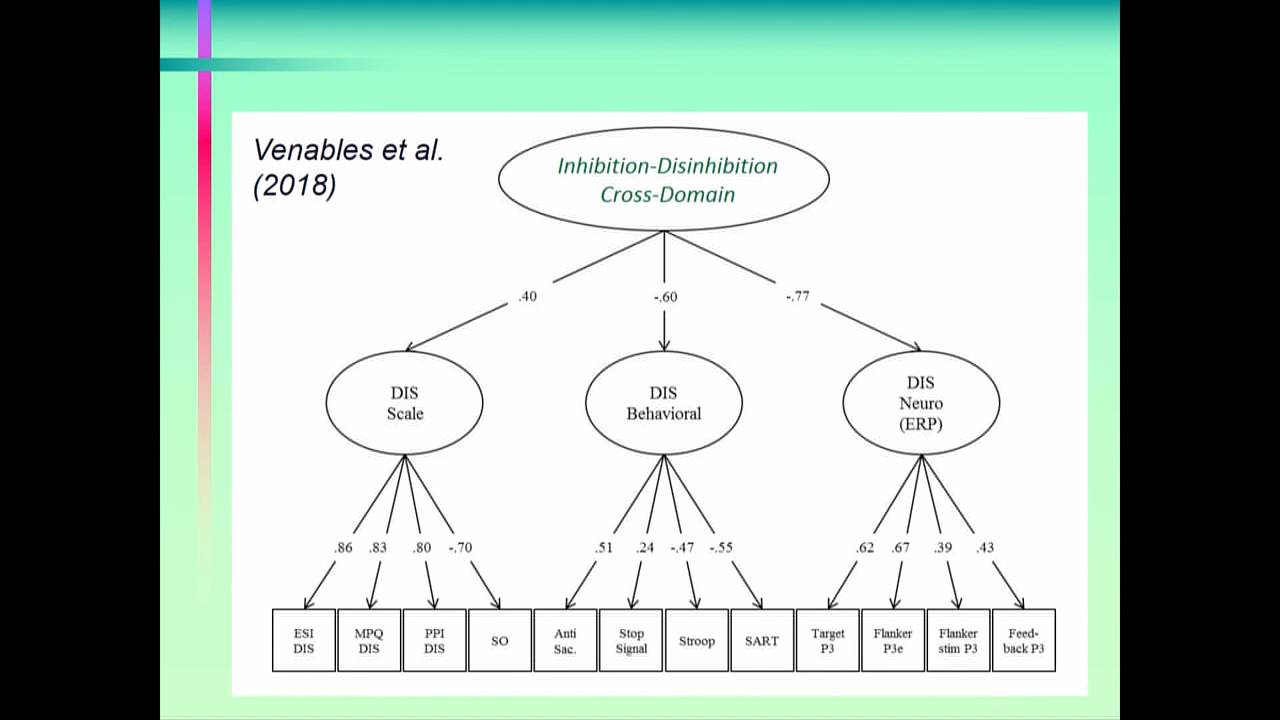 Venables et al.
(2018)
Inhibition-Disinhibition
Cross-Domain
.40
-.60
-.77
DIS
Scale
DIS
Behavioral
DIS
Neuro
(ERP)
.86 .83 .80 -.70
.51 .24 -.47 -.55
.62 .67 .39 .43
ESI
DIS
MPQ
DIS
PPI
DIS
SO
Anti
Sac.
Stop
Signal
Stroop
SART
Target
P3
Flanker
P3e
Flanker
stim P3
Feed-
back P3